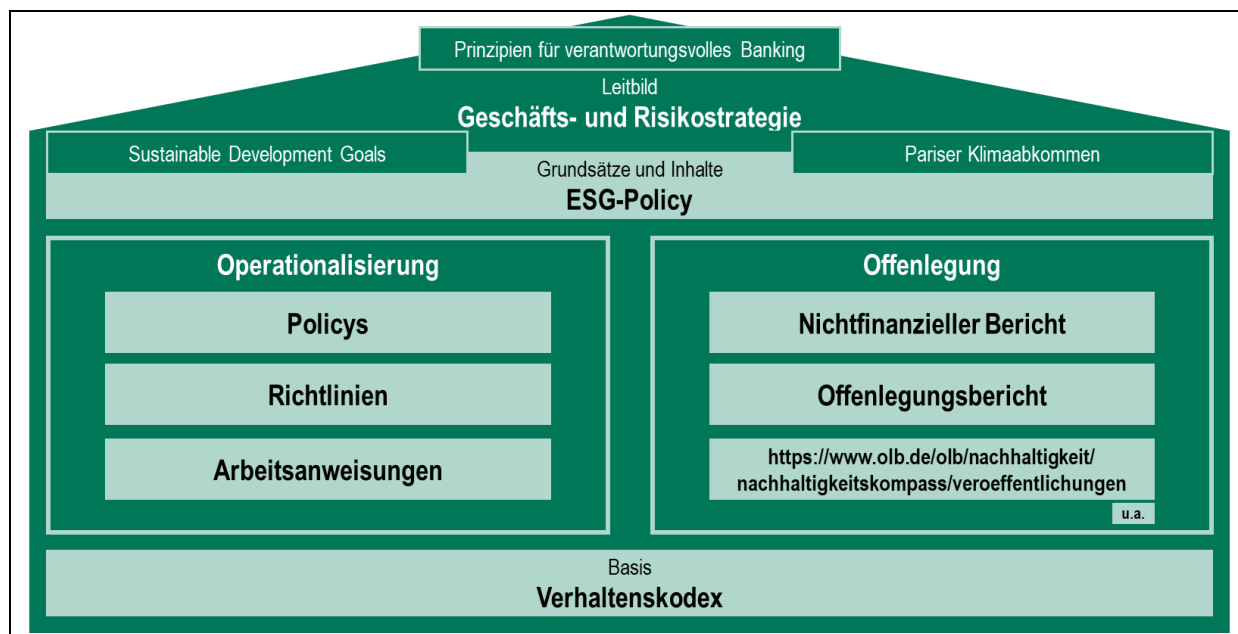 Prinzipien für verantwortungsvolles Banking
Leitbild
Geschäfts- und Risikostrategie
Sustainable Development Goals
Pariser Klimaabkommen
Grundsätze und Inhalte
ESG-Policy
Operationalisierung
Policys
Richtlinien
Arbeitsanweisungen
Offenlegung
Nichtfinanzieller Bericht
Offenlegungsbericht
https://www.olb.de/olb/nachhaltigkeit/
nachhaltigkeitskompass/veroeffentlichungen
u.a.
Basis
Verhaltenskodex